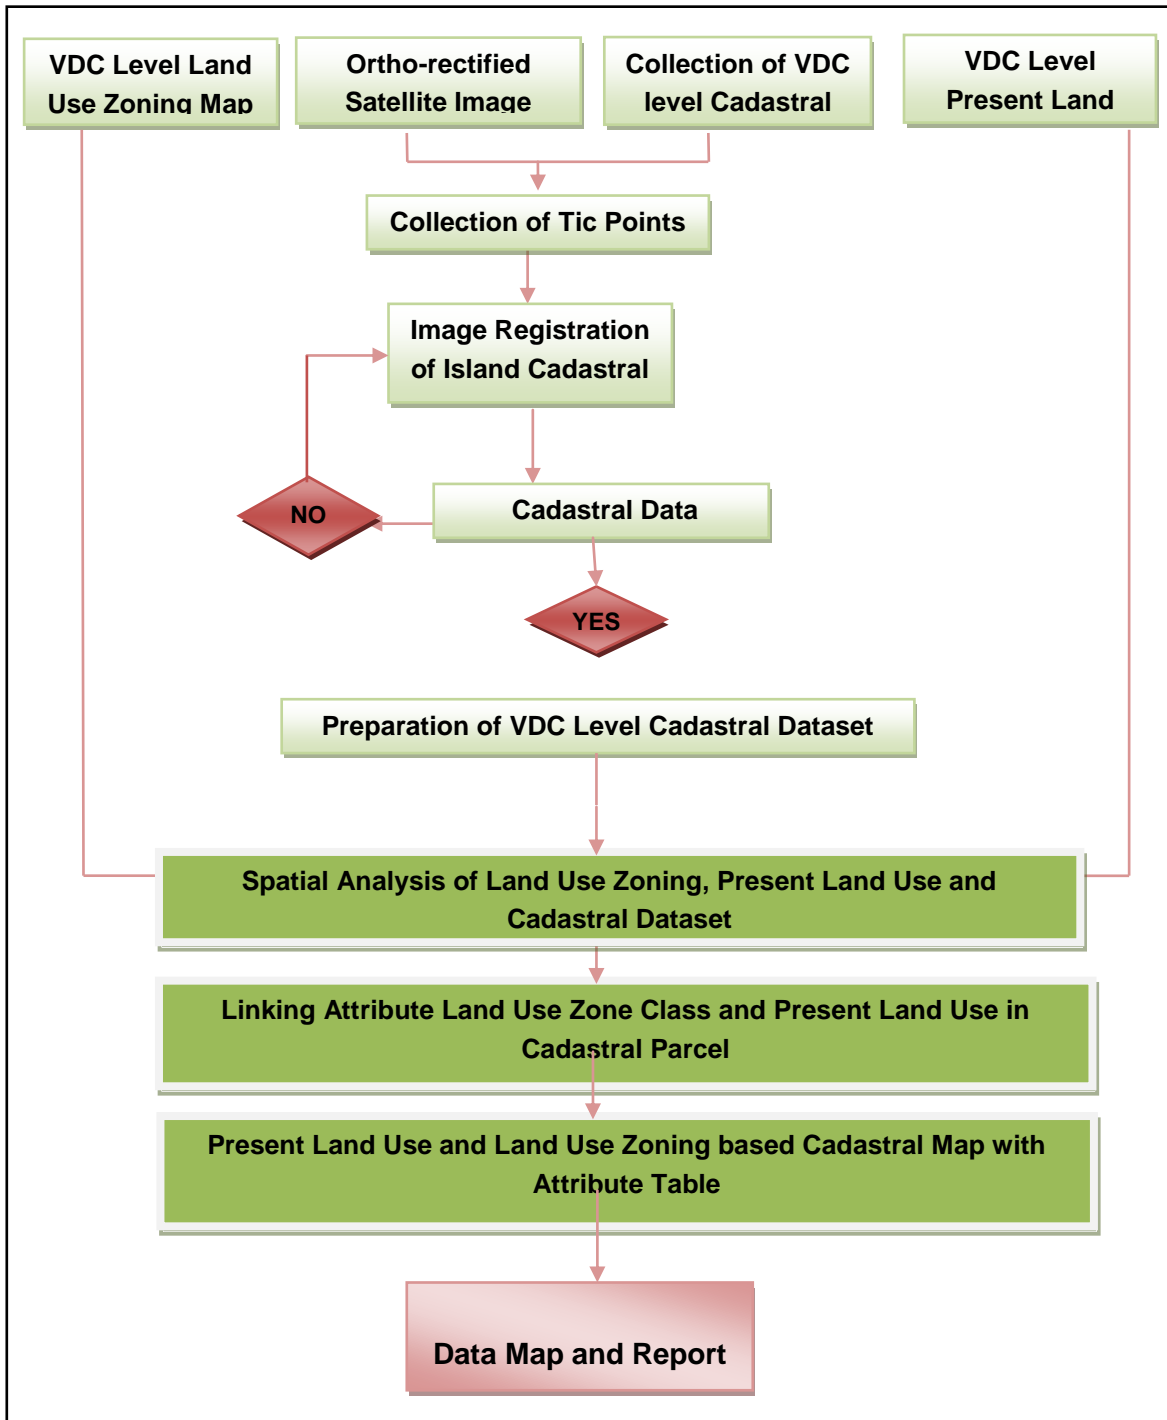 VDC Level Land
Use Zoning Map
Ortho-rectified
Satellite Image
Collection of VDC
level Cadastral
VDC Level
Present Land
Collection of Tic Points
Image Registration
of Island Cadastral
NO
Cadastral Data
YES
Preparation of VDC Level Cadastral Dataset
Spatial Analysis of Land Use Zoning, Present Land Use and
Cadastral Dataset
Linking Attribute Land Use Zone Class and Present Land Use in
Cadastral Parcel
Present Land Use and Land Use Zoning based Cadastral Map with
Attribute Table
Data Map and Report